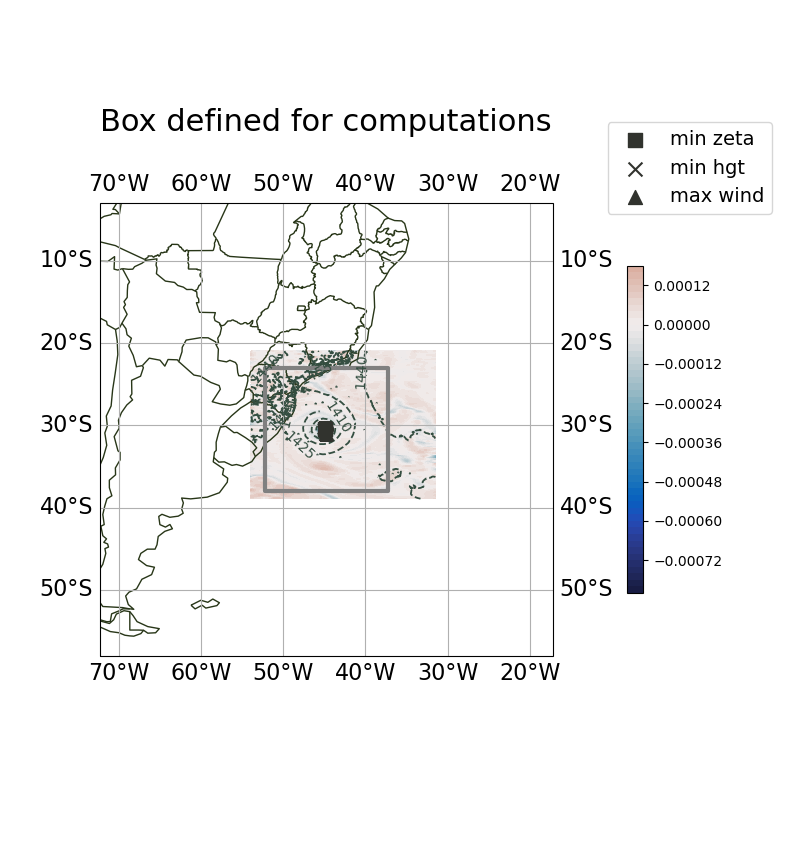 Box defined for computations
min zeta
min hgt
max wind
70°W 60°W 50°W 40°W 30°W 20°W
10°S 10°S
20°S 20°S
30°S 30°S
40°S 40°S
50°S 50°S
70°W 60°W 50°W 40°W 30°W 20°W
1440
1410
1425
0.00012
0.00000
−0.00012
−0.00024
−0.00036
−0.00048
−0.00060
−0.00072